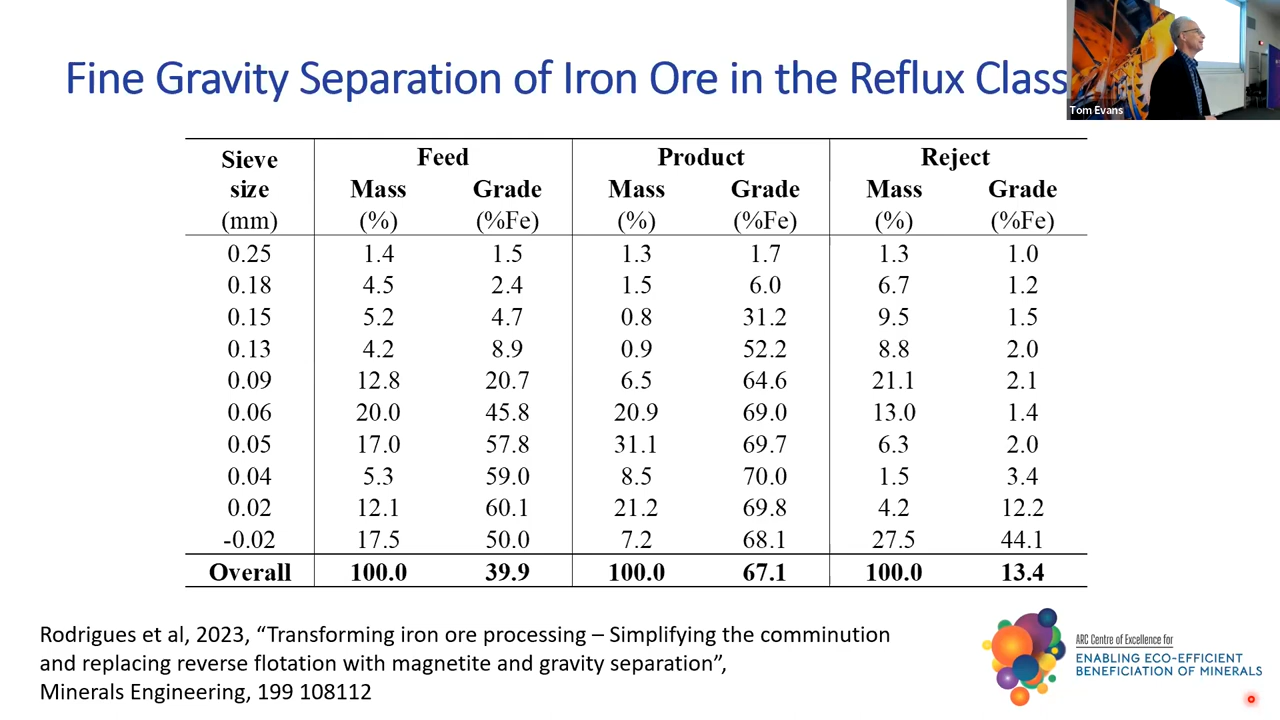 Fine Gravity Separation of Iron Ore in the Reflux Class
Tom Evans
Sieve size (mm) Feed Product Reject
Mass (%) Grade (%Fe) Mass (%) Grade (%Fe) Mass (%) Grade (%Fe)
0.25 1.4 1.5 1.3 1.7 1.3 1.0
0.18 4.5 2.4 1.5 6.0 6.7 1.2
0.15 5.2 4.7 0.8 31.2 9.5 1.5
0.13 4.2 8.9 0.9 52.2 8.8 2.0
0.09 12.8 20.7 6.5 64.6 21.1 2.1
0.06 20.0 45.8 20.9 69.0 13.0 1.4
0.05 17.0 57.8 31.1 69.7 6.3 2.0
0.04 5.3 59.0 8.5 70.0 1.5 3.4
0.02 12.1 60.1 21.2 69.8 4.2 12.2
-0.02 17.5 50.0 7.2 68.1 27.5 44.1
Overall 100.0 39.9 100.0 67.1 100.0 13.4
Rodrigues et al, 2023, “Transforming iron ore processing – Simplifying the comminution
and replacing reverse flotation with magnetite and gravity separation”,
Minerals Engineering, 199 108112
ARC Centre of Excellence for
ENABLING ECO-EFFICIENT
BENEFICIATION OF MINERALS